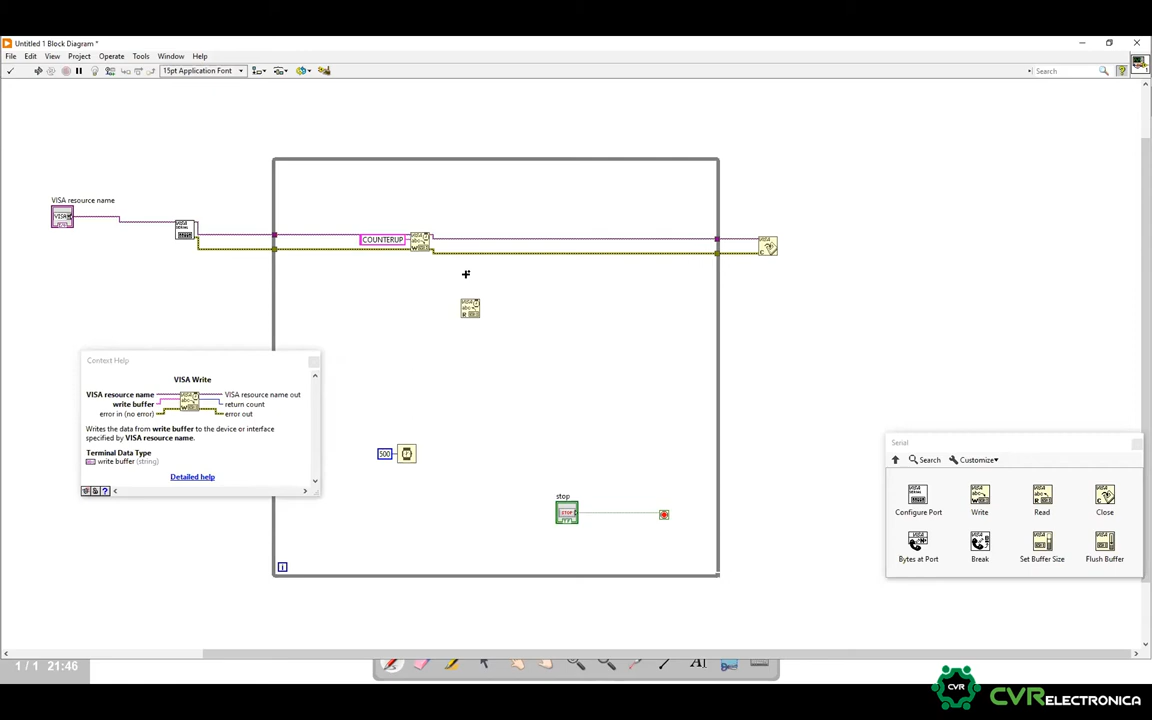 Untitled 1 Block Diagram *
File Edit View Project Operate Tools Window Help
15pt Application Font
Search
VISA resource name
VISA
COUNTERUP
500
stop
STOP
i
Context Help
VISA Write
VISA resource name
write buffer
error in (no error)
VISA resource name out
return count
error out
Writes the data from write buffer to the device or interface
specified by VISA resource name.
Terminal Data Type
write buffer (string)
Detailed help
Serial
Search Customize
Configure Port Write Read Close
Bytes at Port Break Set Buffer Size Flush Buffer
1 / 1 21:46
CVR
CVRELECTRONICA